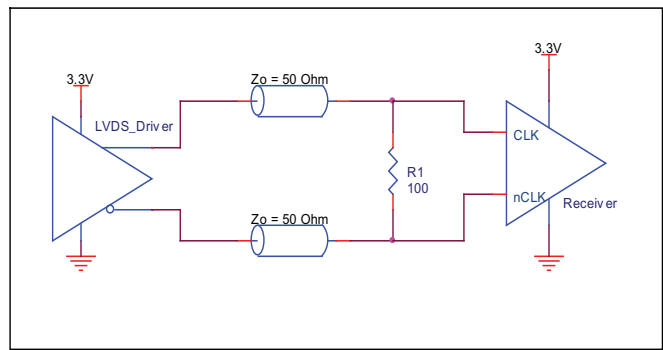 3.3V
Zo = 50 Ohm
3.3V
LVDS_Driver
CLK
R1
100
nCLK
Receiver
Zo = 50 Ohm